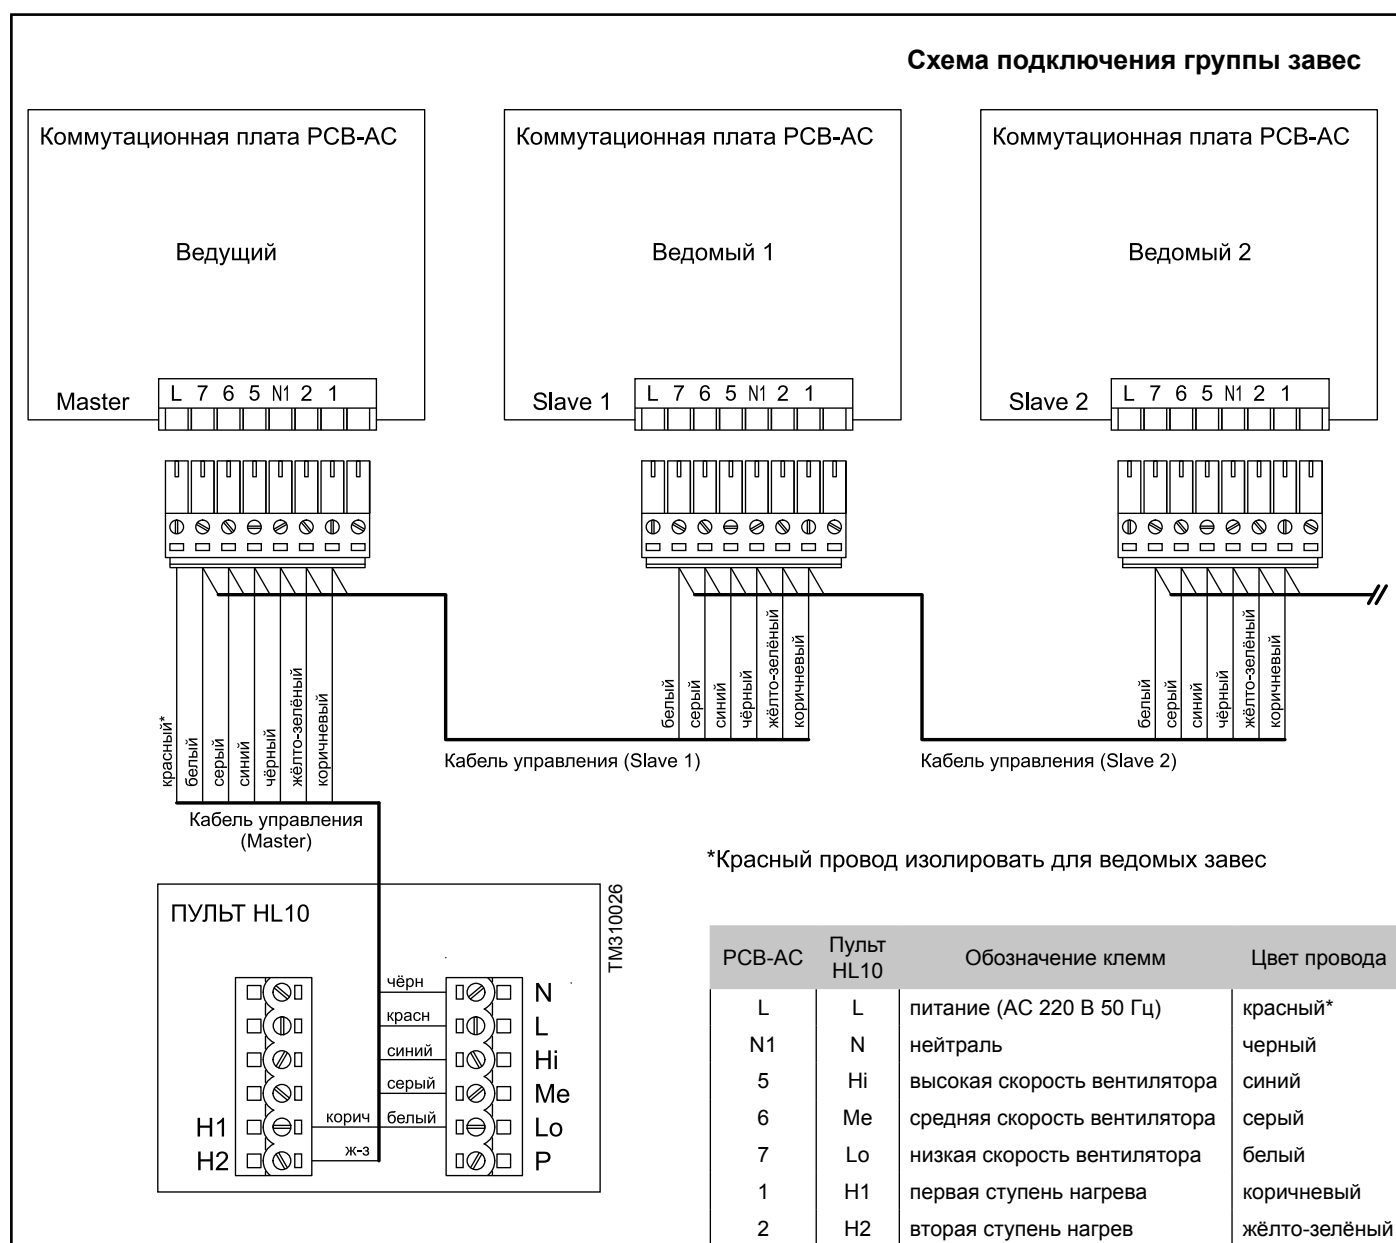 Схема подключения группы завес
Коммутационная плата PCB-AC
Ведущий
Master
L 7 6 5 N1 2 1
Коммутационная плата PCB-AC
Ведомый 1
Slave 1
L 7 6 5 N1 2 1
Коммутационная плата PCB-AC
Ведомый 2
Slave 2
L 7 6 5 N1 2 1
красный*
белый
серый
синий
чёрный
жёлто-зелёный
коричневый
Кабель управления
(Master)
белый
серый
синий
чёрный
жёлто-зелёный
коричневый
Кабель управления (Slave 1)
белый
серый
синий
чёрный
жёлто-зелёный
коричневый
Кабель управления (Slave 2)
*Красный провод изолировать для ведомых завес
ПУЛЬТ HL10
TM310026
H1
H2
корич
ж-з
чёрн
красн
синий
серый
белый
N
L
Hi
Me
Lo
P
PCB-AC Пульт HL10 Обозначение клемм Цвет провода
L L питание (AC 220 В 50 Гц) красный*
N1 N нейтраль черный
5 Hi высокая скорость вентилятора синий
6 Me средняя скорость вентилятора серый
7 Lo низкая скорость вентилятора белый
1 H1 первая ступень нагрева коричневый
2 H2 вторая ступень нагрев жёлто-зелёный